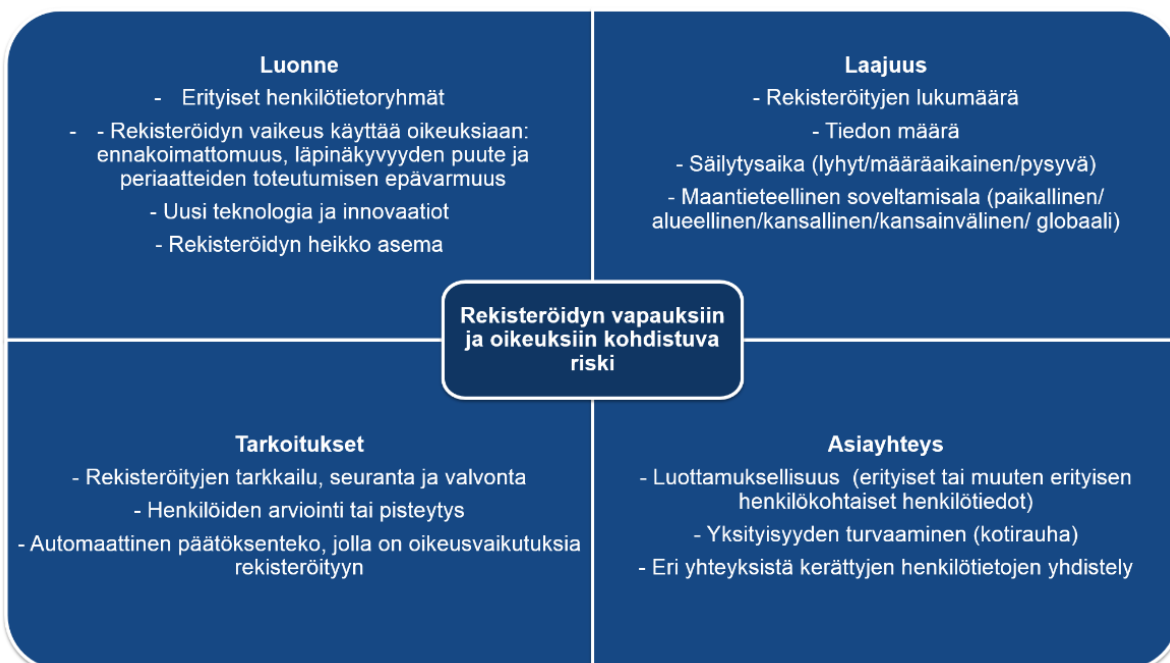 Luonne
- Erityiset henkilötietoryhmät
- - Rekisteröidyn vaikeus käyttää oikeuksiaan:
ennakoimattomuus, läpinäkyvyyden puute ja
periaatteiden toteutumisen epävarmuus
- Uusi teknologia ja innovaatiot
- Rekisteröidyn heikko asema
Laajuus
- Rekisteröityjen lukumäärä
- Tiedon määrä
- Säilytysaika (lyhyt/määräaikainen/pysyvä)
- Maantieteellinen soveltamisala (paikallinen/
alueellinen/kansallinen/kansainvälinen/ globaali)
Rekisteröidyn vapauksiin
ja oikeuksiin kohdistuva
riski
Tarkoitukset
- Rekisteröityjen tarkkailu, seuranta ja valvonta
- Henkilöiden arviointi tai pisteytys
- Automaattinen päätöksenteko, jolla on oikeusvaikutuksia
rekisteröityyn
Asiayhteys
- Luottamuksellisuus (erityiset tai muuten erityisen
henkilökohtaiset henkilötiedot)
- Yksityisyyden turvaaminen (kotirauha)
- Eri yhteyksistä kerättyjen henkilötietojen yhdistely